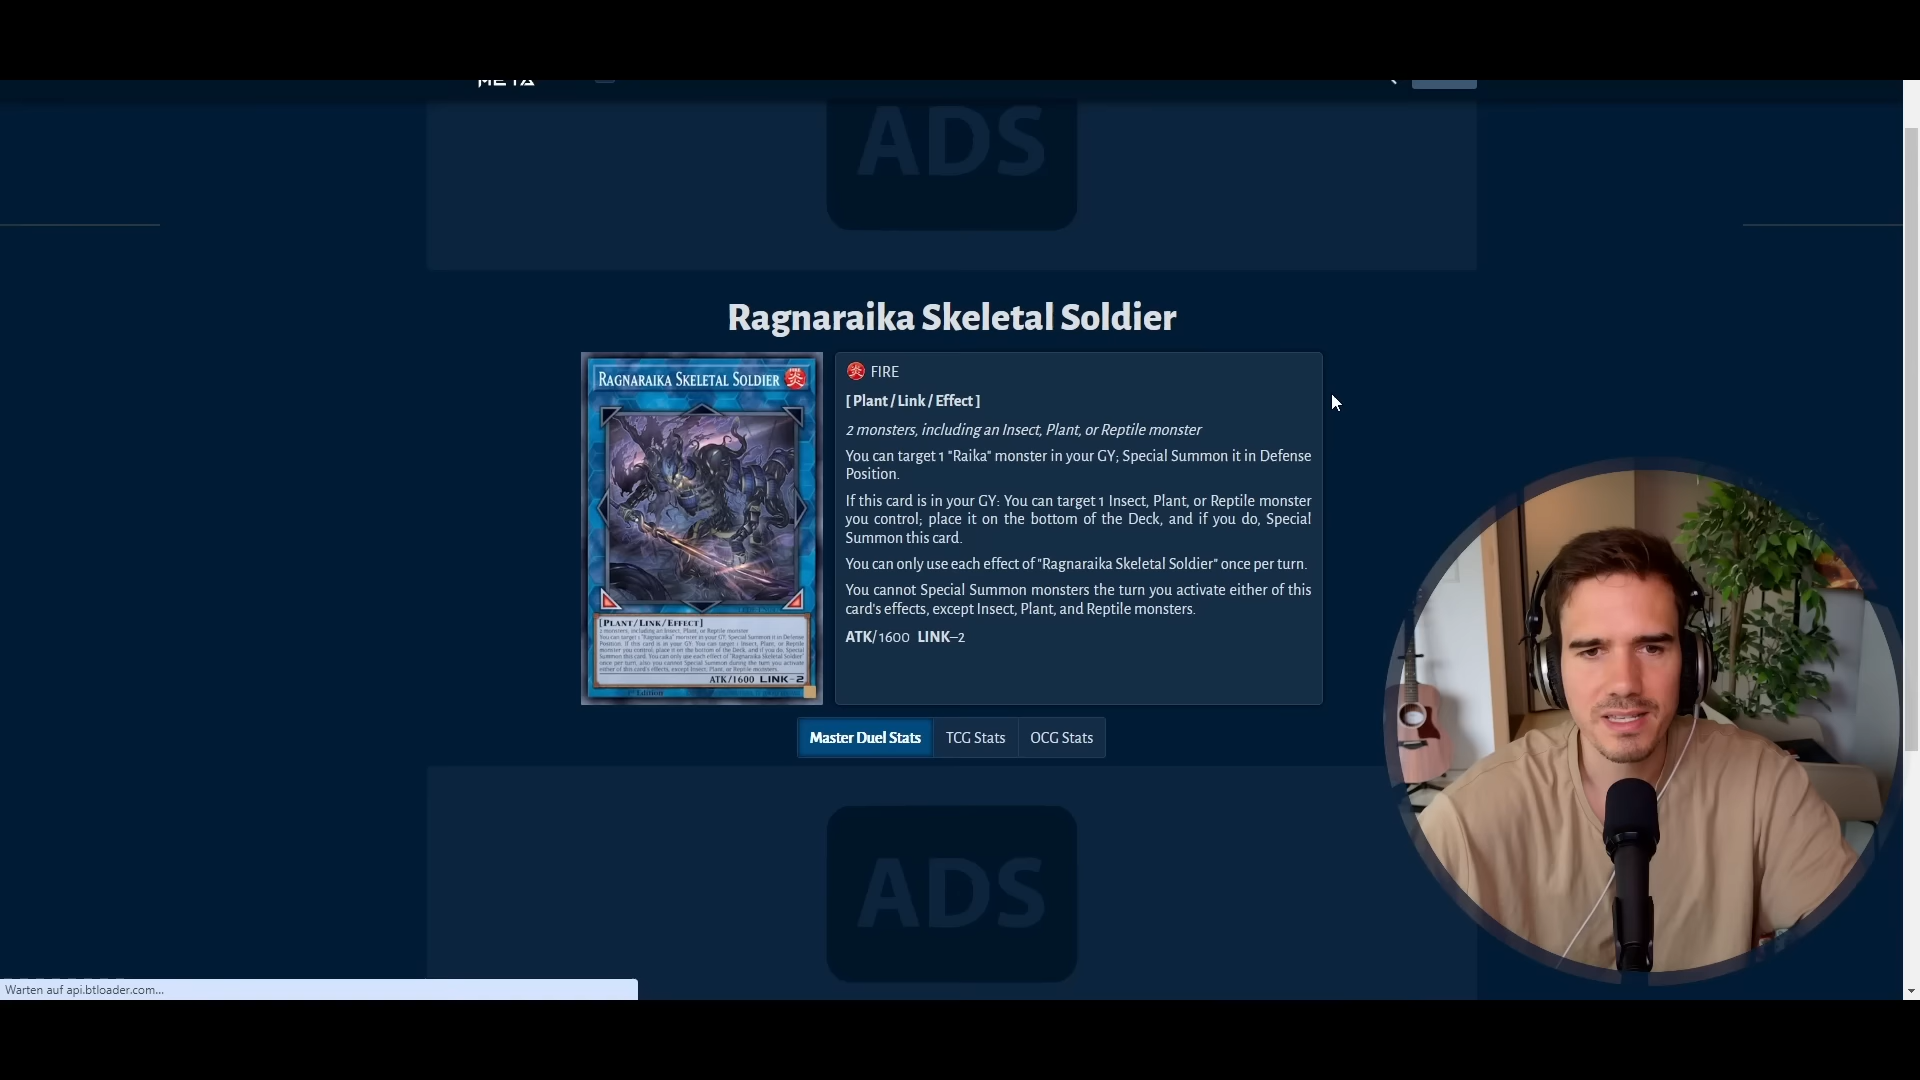 META
ADS
Ragnaraika Skeletal Soldier
RAGNARAIKA SKELETAL SOLDIER
FIRE
[PLANT/LINK/EFFECT]
ATK/1600 LINK-2
1st Edition
FIRE
[ Plant / Link / Effect ]
2 monsters, including an Insect, Plant, or Reptile monster
You can target 1 "Raika" monster in your GY; Special Summon it in Defense
Position.
If this card is in your GY: You can target 1 Insect, Plant, or Reptile monster
you control; place it on the bottom of the Deck, and if you do, Special
Summon this card.
You can only use each effect of "Ragnaraika Skeletal Soldier" once per turn.
You cannot Special Summon monsters the turn you activate either of this
card's effects, except Insect, Plant, and Reptile monsters.
ATK/1600 LINK–2
Master Duel Stats
TCG Stats
OCG Stats
ADS
Warten auf api.btloader.com...